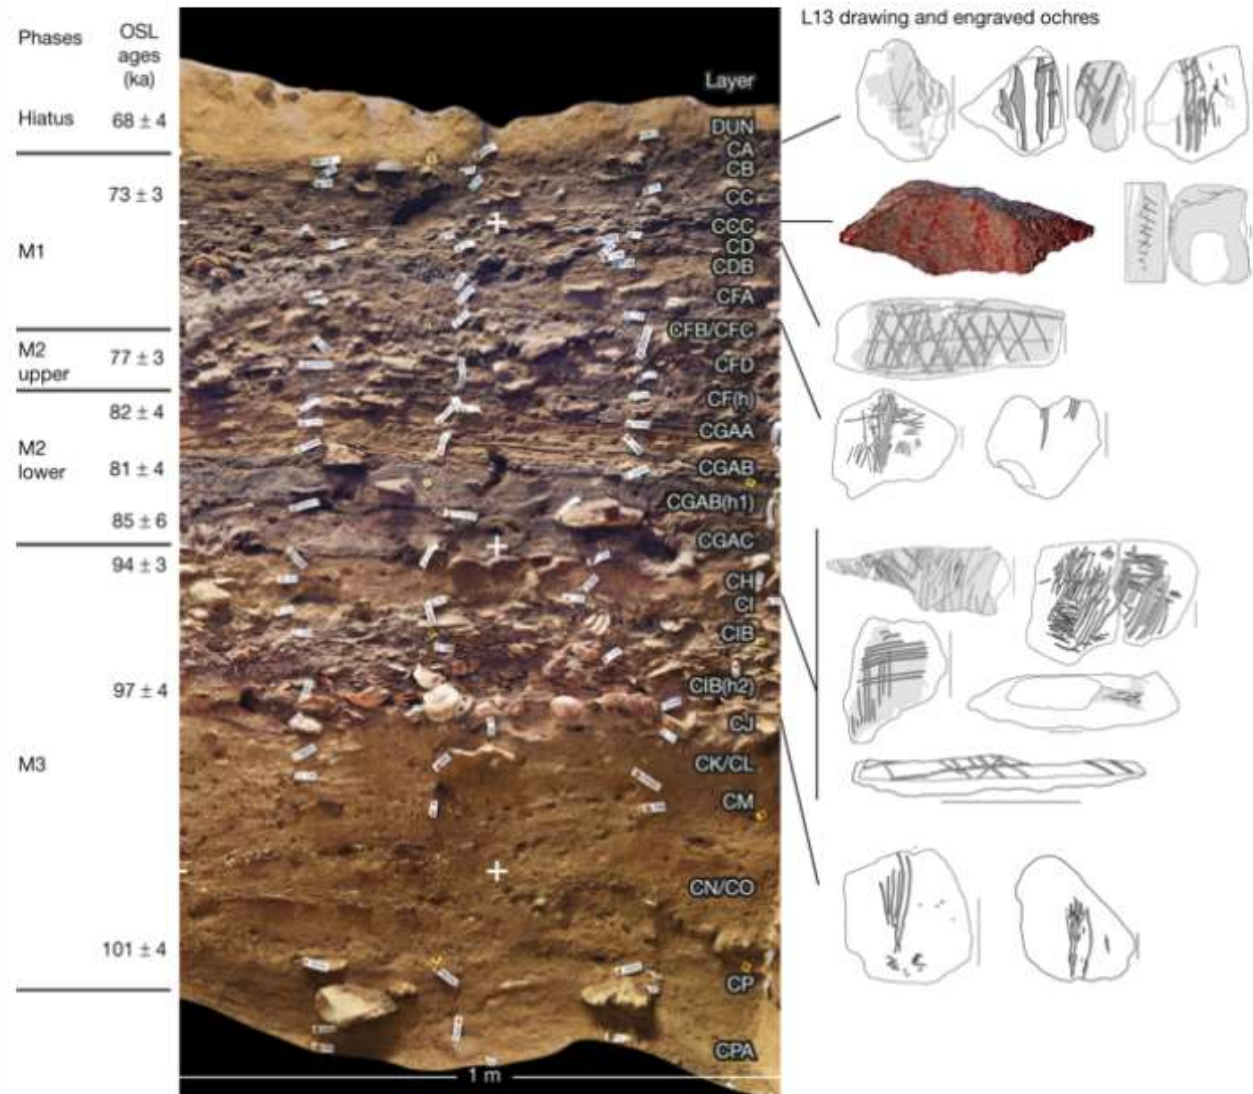 L13 drawing and engraved ochres
Phases
OSL
ages
(ka)
Hiatus
68 ± 4
73 ± 3
M1
M2
upper
77 ± 3
82 ± 4
M2
lower
81 ± 4
85 ± 6
94 ± 3
97 ± 4
M3
101 ± 4
Layer
DUN
CA
CB
CC
CCC
CD
CDB
CFA
CFB/CFC
CFD
CF(h)
CGAA
CGAB
CGAB(h1)
CGAC
CH
CI
CIB
CIB(h2)
CJ
CK/CL
CM
CN/CO
CP
CPA
1 m